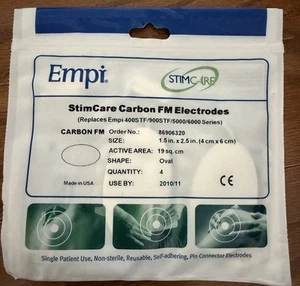 Empi
STIMCARE
StimCare Carbon FM Electrodes
(Replaces Empi 400STF/900STF/5000/6000 Series)
CARBON FM Order No.: 86906320
SIZE: 1.5 in. x 2.5 in. (4 cm x 6 cm)
ACTIVE AREA: 19 sq. cm
SHAPE: Oval
QUANTITY: 4
Made in USA USE BY: 2010/11 CE
Single Patient Use, Non-sterile, Reusable, Self-adhering, Pin Connector Electrodes